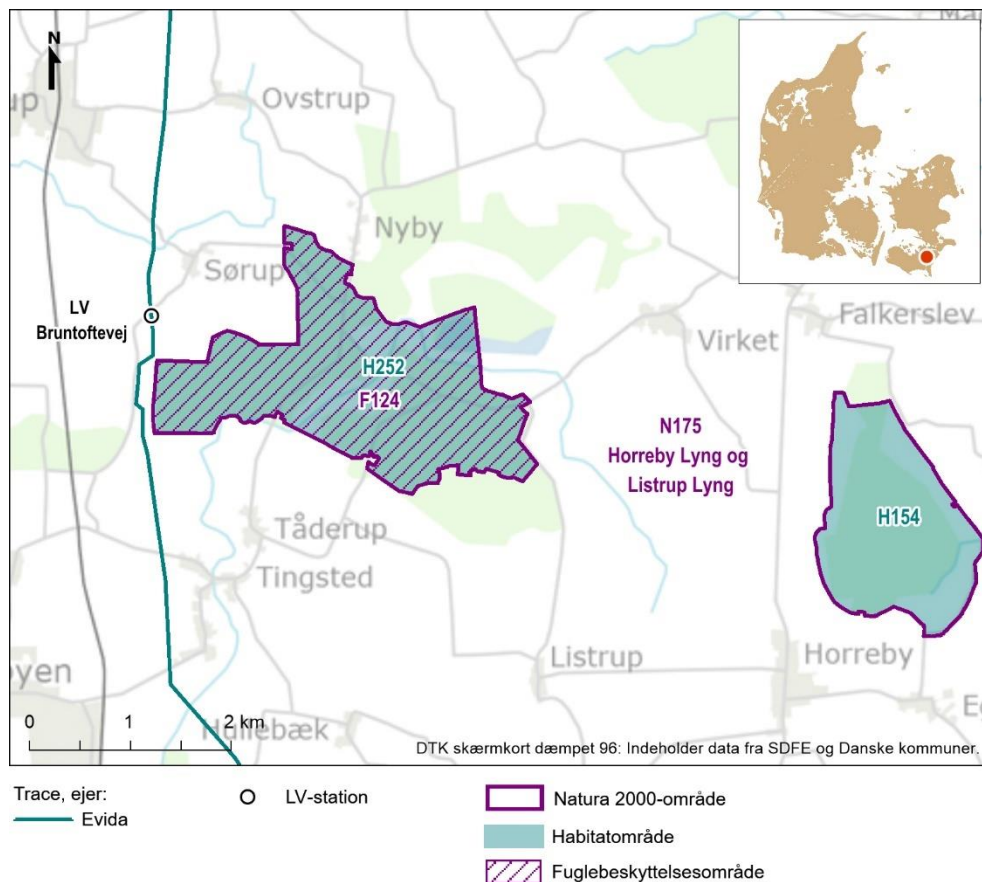 N
Ovstrup
Nyby
Sørup
LV
Bruntoftevej
H252
F124
Virket
Falkerslev
N175
Horreby Lyng og
Listrup Lyng
H154
Tåderup
Tingsted
Listrup
Horreby
0 1 2 km
DTK skærmkort dæmpet 96: Indeholder data fra SDFE og Danske kommuner.
Trace, ejer:
Evida
LV-station
Natura 2000-område
Habitatområde
Fuglebeskyttelsesområde